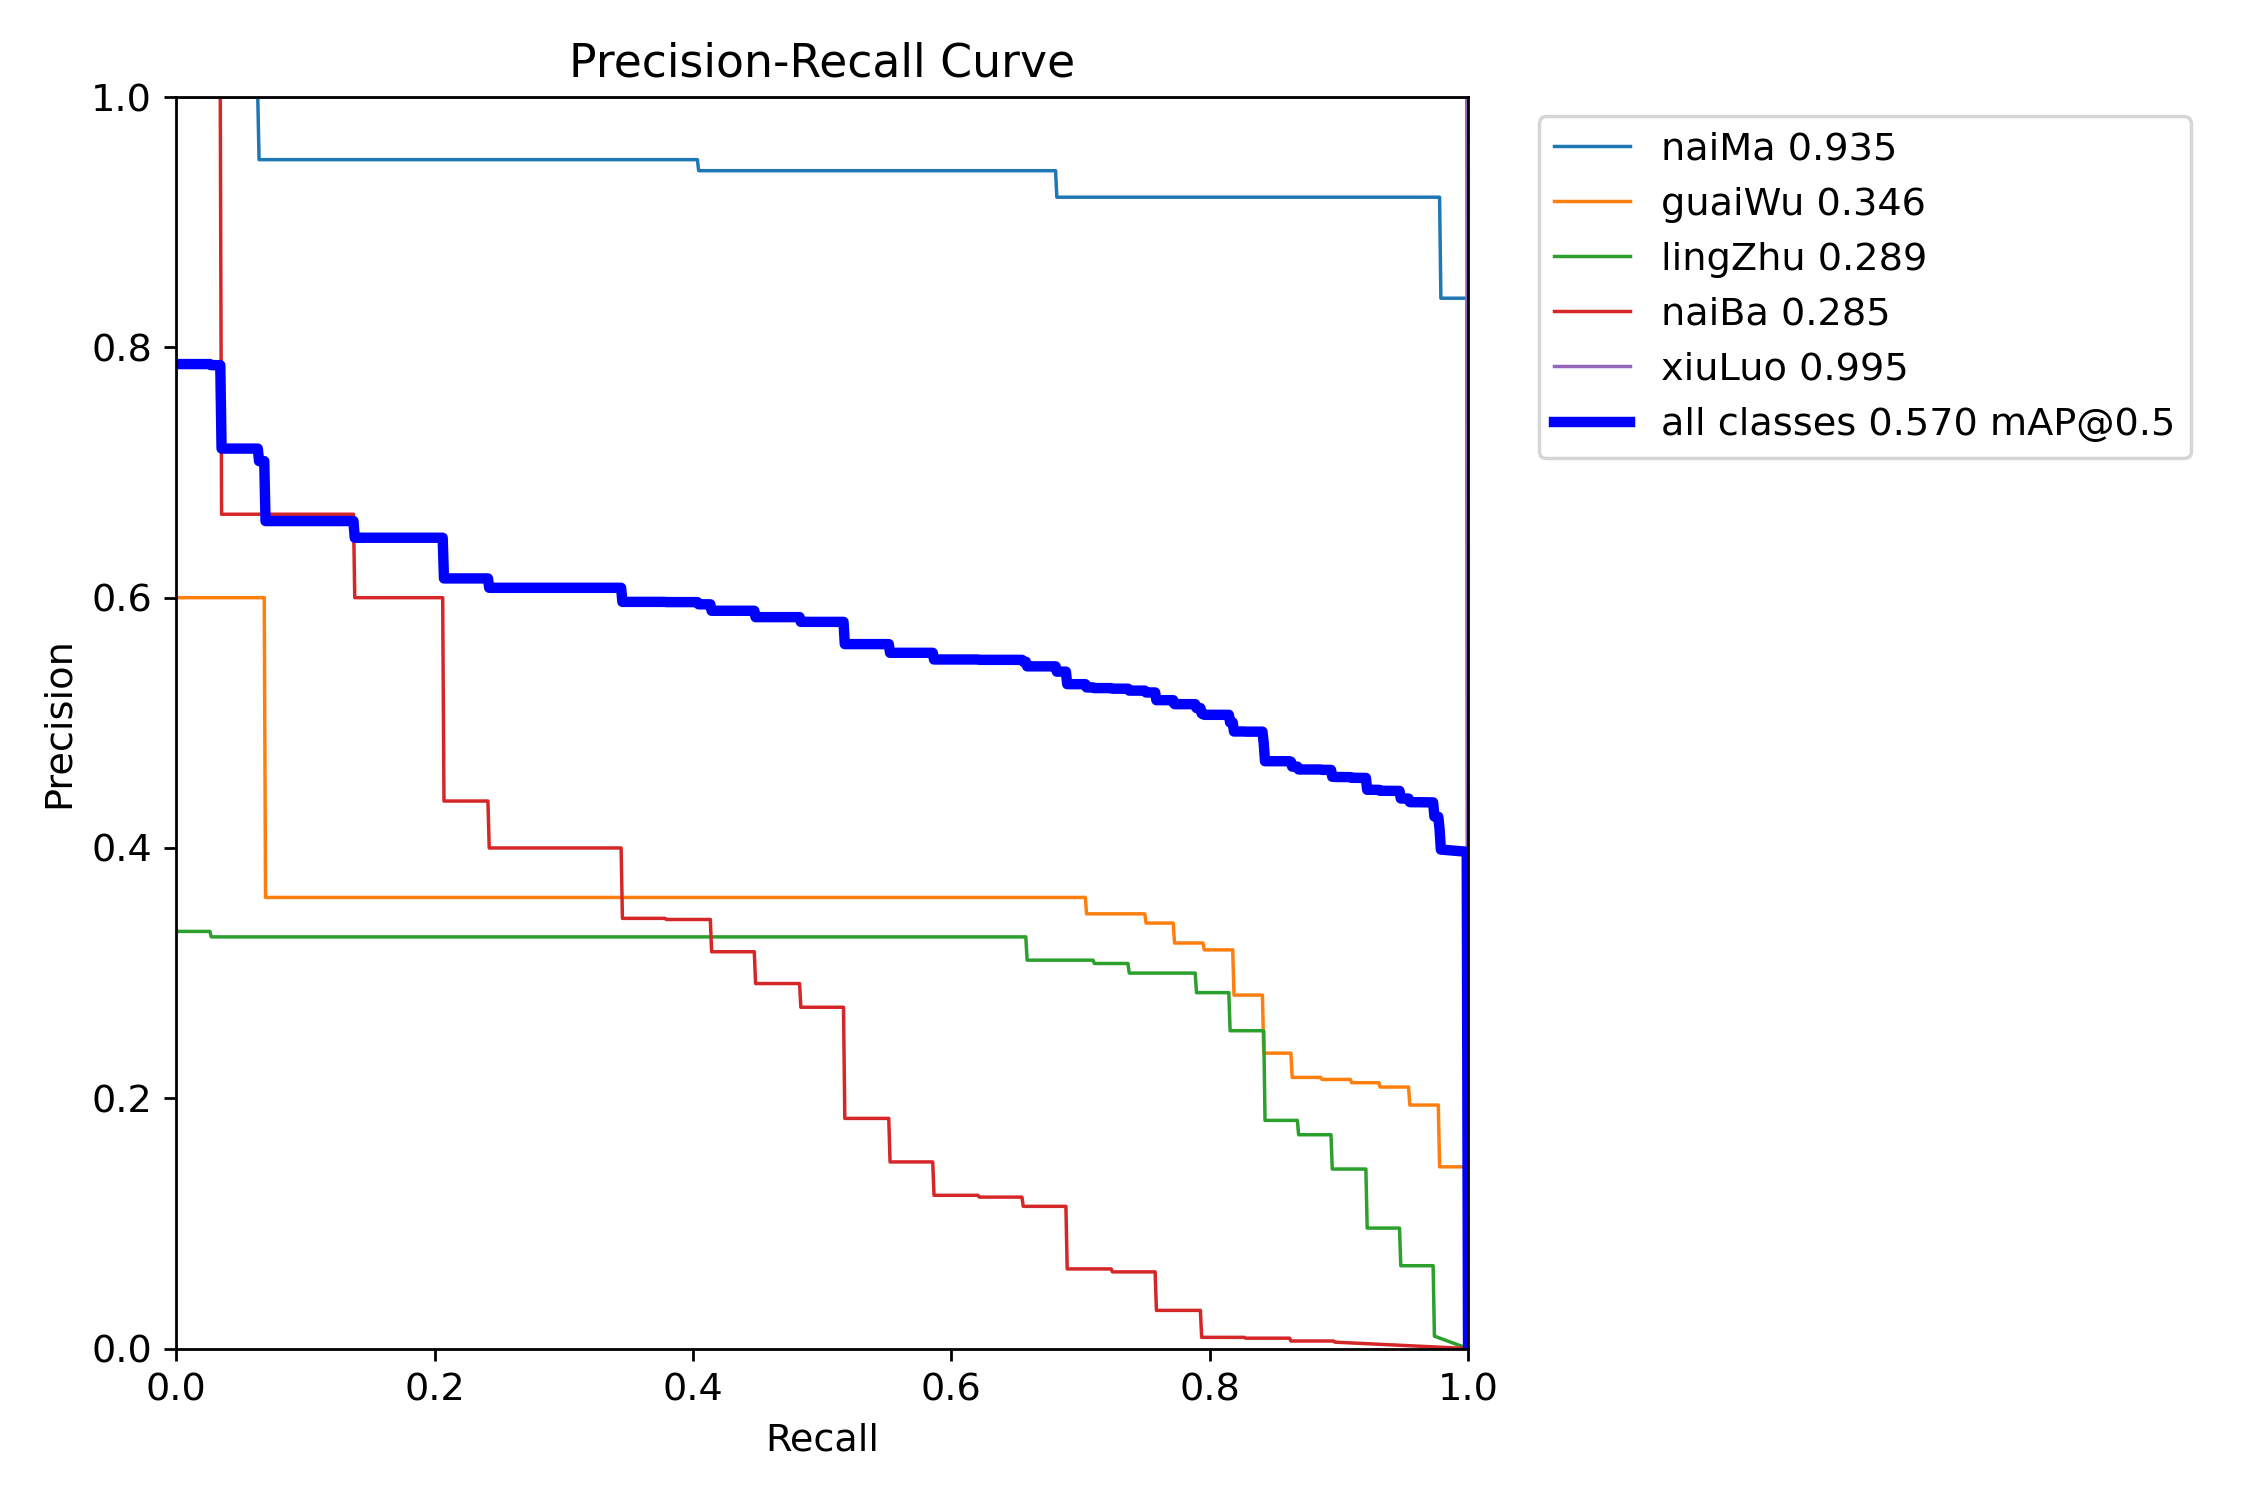 Precision-Recall Curve
1.0
0.8
0.6
0.4
0.2
0.0
Precision
0.0 0.2 0.4 0.6 0.8 1.0
Recall
naiMa 0.935
guaiWu 0.346
lingZhu 0.289
naiBa 0.285
xiuLuo 0.995
all classes 0.570 mAP@0.5